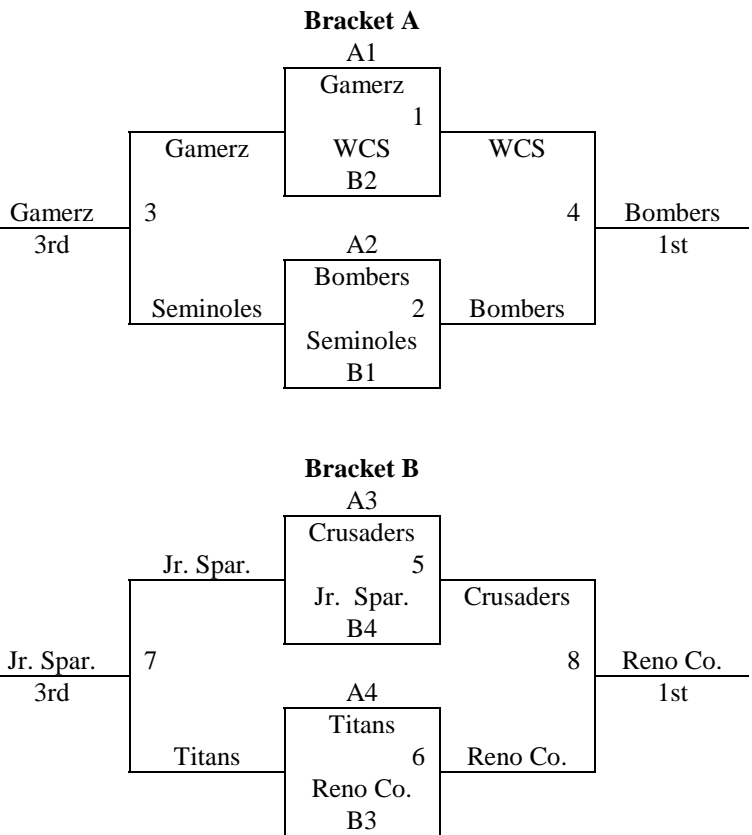 Bracket A
A1
Gamerz
1
Gamerz WCS WCS
B2
Gamerz 3 4 Bombers
3rd A2 1st
Bombers
Seminoles 2 Bombers
Seminoles
B1
Bracket B
A3
Crusaders
Jr. Spar. 5
Jr. Spar. Crusaders
B4
Jr. Spar. 7 8 Reno Co.
3rd A4 1st
Titans
Titans 6 Reno Co.
Reno Co.
B3